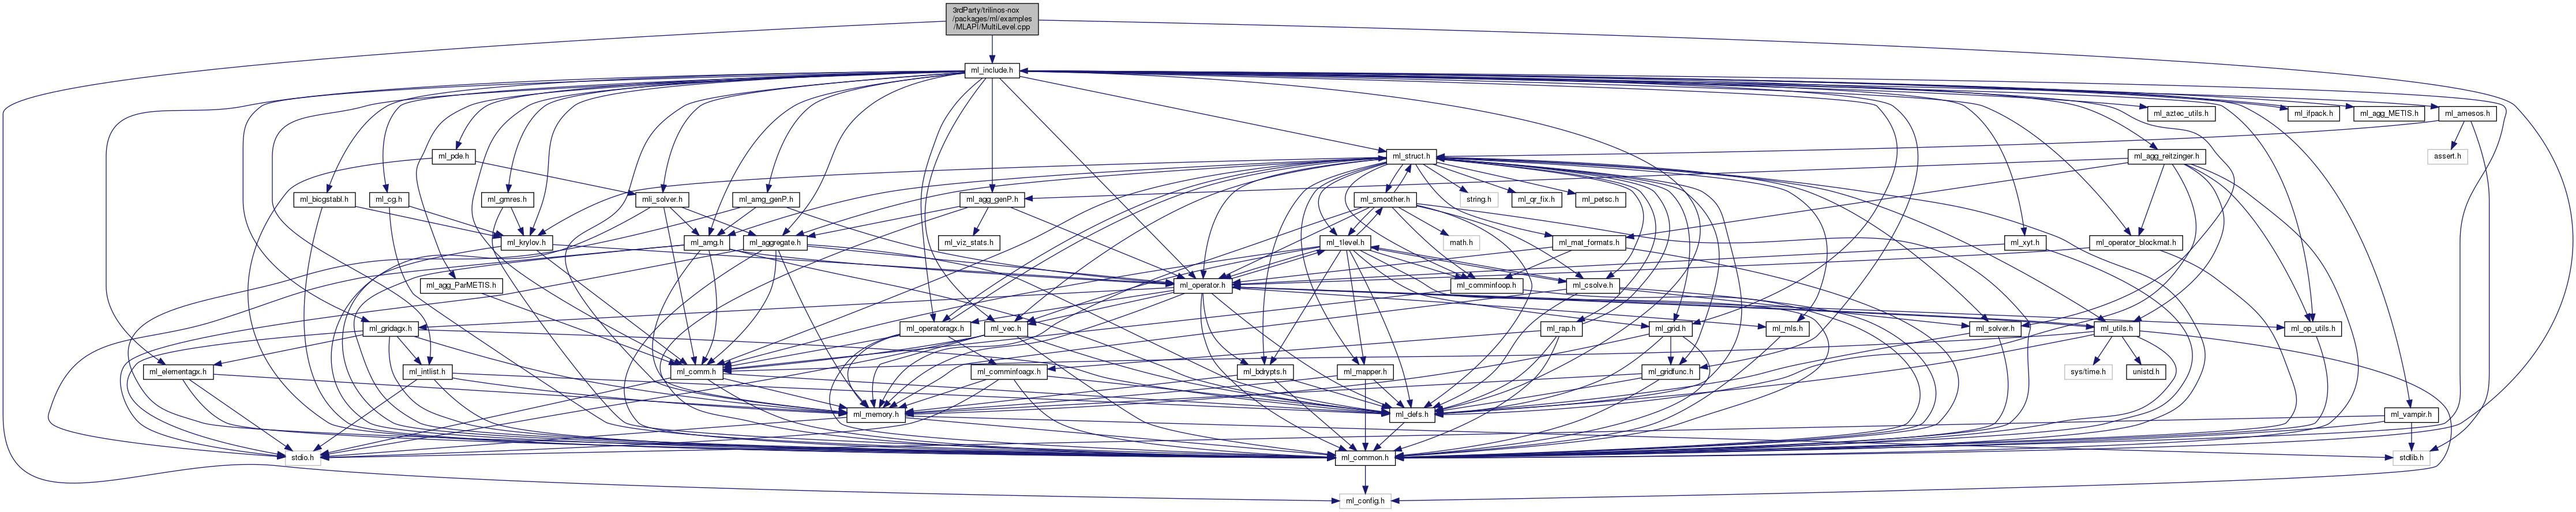 3rdParty/trilinos-nox
/packages/ml/examples
/MLAPI/MultiLevel.cpp
ml_include.h
ml_aztec_utils.h
ml_ifpack.h
ml_agg_METIS.h
ml_amesos.h
ml_pde.h
ml_struct.h
ml_agg_reitzinger.h
assert.h
ml_bicgstabl.h
ml_cg.h
ml_gmres.h
mli_solver.h
ml_amg_genP.h
ml_agg_genP.h
ml_smoother.h
string.h
ml_qr_fix.h
ml_petsc.h
ml_krylov.h
ml_amg.h
ml_aggregate.h
ml_viz_stats.h
ml_1level.h
math.h
ml_mat_formats.h
ml_xyt.h
ml_operator_blockmat.h
ml_agg_ParMETIS.h
ml_operator.h
ml_comminfoop.h
ml_csolve.h
ml_gridagx.h
ml_operatoragx.h
ml_vec.h
ml_rap.h
ml_grid.h
ml_mls.h
ml_solver.h
ml_utils.h
ml_op_utils.h
ml_elementagx.h
ml_intlist.h
ml_comm.h
ml_comminfoagx.h
ml_bdrypts.h
ml_mapper.h
ml_gridfunc.h
sys/time.h
unistd.h
ml_memory.h
ml_defs.h
ml_vampir.h
stdio.h
ml_common.h
stdlib.h
ml_config.h